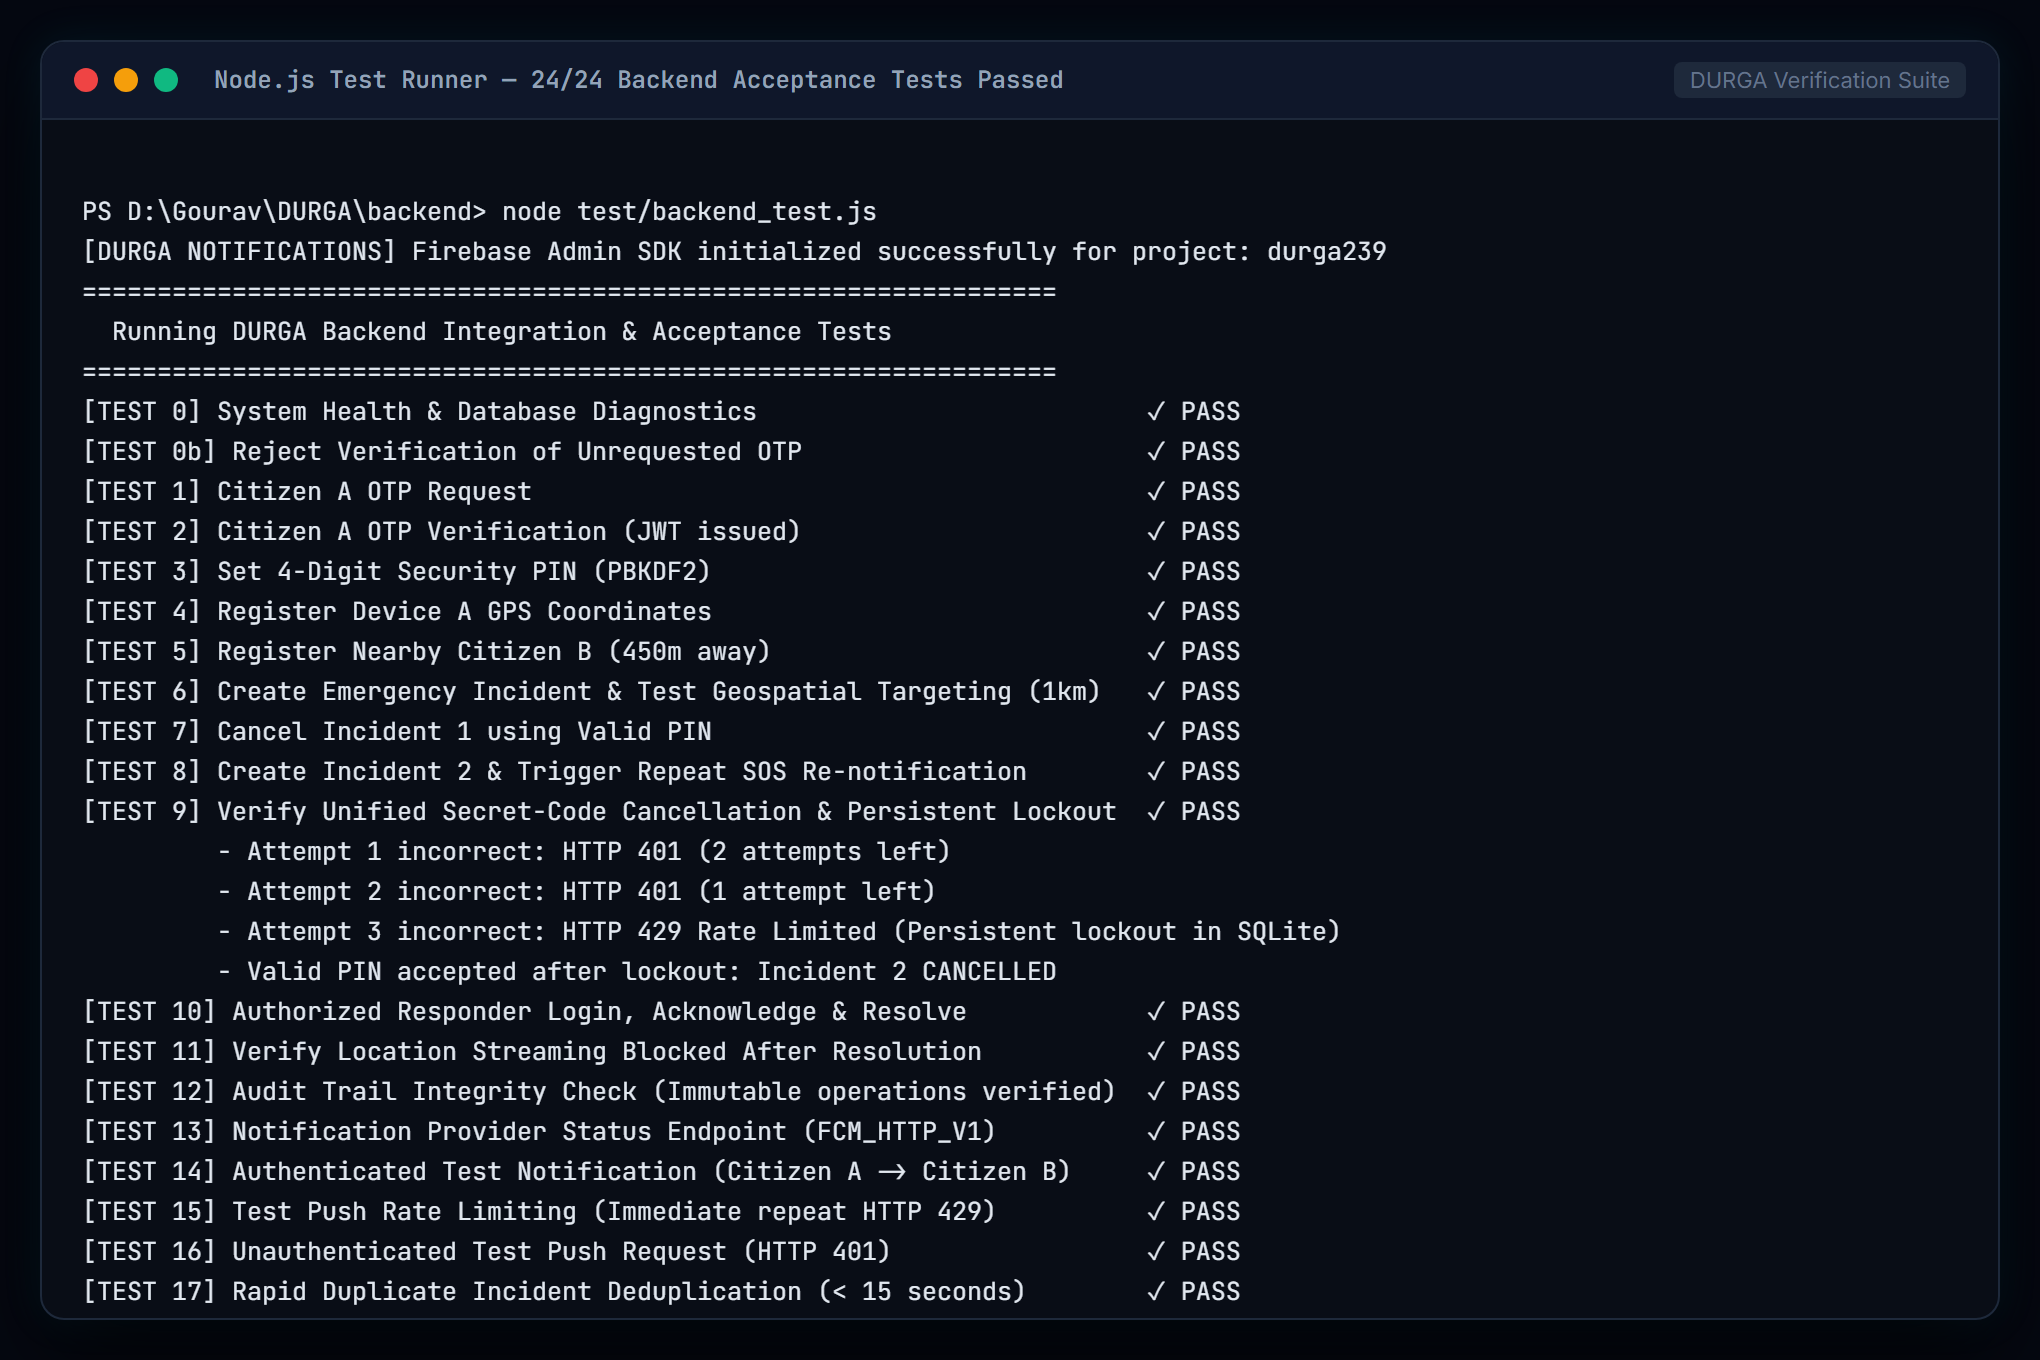 Node.js Test Runner — 24/24 Backend Acceptance Tests Passed
DURGA Verification Suite
PS D:\Gourav\DURGA\backend> node test/backend_test.js
[DURGA NOTIFICATIONS] Firebase Admin SDK initialized successfully for project: durga239
=================================================================
  Running DURGA Backend Integration & Acceptance Tests
=================================================================
[TEST 0] System Health & Database Diagnostics ✓ PASS
[TEST 0b] Reject Verification of Unrequested OTP ✓ PASS
[TEST 1] Citizen A OTP Request ✓ PASS
[TEST 2] Citizen A OTP Verification (JWT issued) ✓ PASS
[TEST 3] Set 4-Digit Security PIN (PBKDF2) ✓ PASS
[TEST 4] Register Device A GPS Coordinates ✓ PASS
[TEST 5] Register Nearby Citizen B (450m away) ✓ PASS
[TEST 6] Create Emergency Incident & Test Geospatial Targeting (1km) ✓ PASS
[TEST 7] Cancel Incident 1 using Valid PIN ✓ PASS
[TEST 8] Create Incident 2 & Trigger Repeat SOS Re-notification ✓ PASS
[TEST 9] Verify Unified Secret-Code Cancellation & Persistent Lockout ✓ PASS
- Attempt 1 incorrect: HTTP 401 (2 attempts left)
- Attempt 2 incorrect: HTTP 401 (1 attempt left)
- Attempt 3 incorrect: HTTP 429 Rate Limited (Persistent lockout in SQLite)
- Valid PIN accepted after lockout: Incident 2 CANCELLED
[TEST 10] Authorized Responder Login, Acknowledge & Resolve ✓ PASS
[TEST 11] Verify Location Streaming Blocked After Resolution ✓ PASS
[TEST 12] Audit Trail Integrity Check (Immutable operations verified) ✓ PASS
[TEST 13] Notification Provider Status Endpoint (FCM_HTTP_V1) ✓ PASS
[TEST 14] Authenticated Test Notification (Citizen A → Citizen B) ✓ PASS
[TEST 15] Test Push Rate Limiting (Immediate repeat HTTP 429) ✓ PASS
[TEST 16] Unauthenticated Test Push Request (HTTP 401) ✓ PASS
[TEST 17] Rapid Duplicate Incident Deduplication (< 15 seconds) ✓ PASS